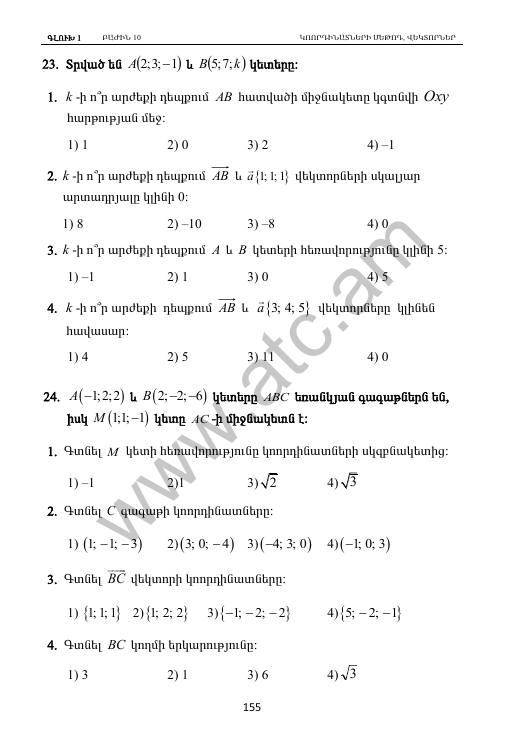 ԳԼՈՒԽ 1 ԲԱԺԻՆ 10 ԿՈՈՐԴԻՆԱՏՆԵՐԻ ՄԵԹՈԴ, ՎԵԿՏՈՐՆԵՐ
23. Տրված են A(2;3;−1) և B(5;7;k) կետերը:
1. k -ի ո՞ր արժեքի դեպքում AB հատվածի միջնակետը կգտնվի Oxy
հարթության մեջ:
1) 1 2) 0 3) 2 4) –1
2. k -ի ո՞ր արժեքի դեպքում \overrightarrow{AB} և \vec{a}{1; 1; 1} վեկտորների սկալյար
արտադրյալը կլինի 0:
1) 8 2) –10 3) –8 4) 0
3. k -ի ո՞ր արժեքի դեպքում A և B կետերի հեռավորությունը կլինի 5:
1) –1 2) 1 3) 0 4) 5
4. k -ի ո՞ր արժեքի դեպքում \overrightarrow{AB} և \vec{a}{3; 4; 5} վեկտորները կլինեն
հավասար:
1) 4 2) 5 3) 11 4) 0
24. A(−1;2;2) և B(2;−2;−6) կետերը ABC եռանկյան գագաթներն են,
իսկ M(1;1;−1) կետը AC -ի միջնակետն է:
1. Գտնել M կետի հեռավորությունը կոորդինատների սկզբնակետից:
1) –1 2)1 3) √2 4) √3
2. Գտնել C գագաթի կոորդինատները:
1) (1; −1; −3) 2) (3; 0; −4) 3) (−4; 3; 0) 4) (−1; 0; 3)
3. Գտնել \overrightarrow{BC} վեկտորի կոորդինատները:
1) {1; 1; 1} 2) {1; 2; 2} 3) {−1; −2; −2} 4) {5; −2; −1}
4. Գտնել BC կողմի երկարությունը:
1) 3 2) 1 3) 6 4) √3
155
www.atc.am